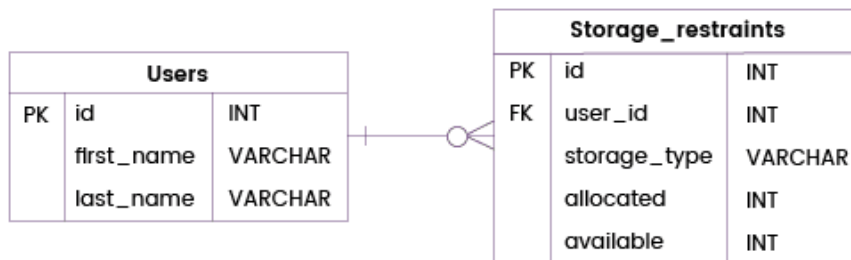 Users
PK id INT
first_name VARCHAR
last_name VARCHAR
Storage_restraints
PK id INT
FK user_id INT
storage_type VARCHAR
allocated INT
available INT